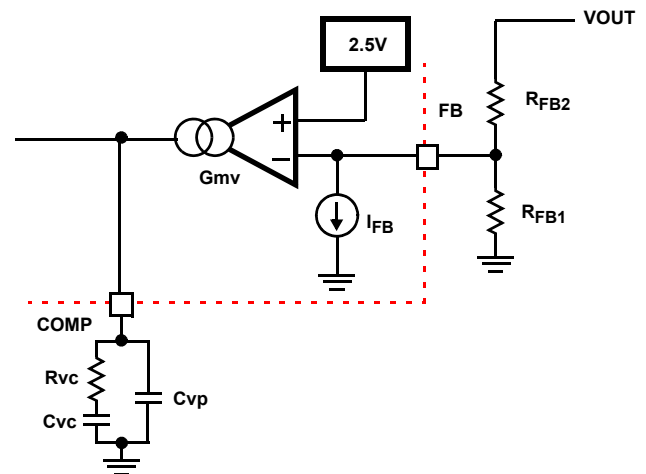 VOUT
2.5V
FB
RFB2
+
−
Gmv
IFB
RFB1
COMP
Rvc
Cvp
Cvc